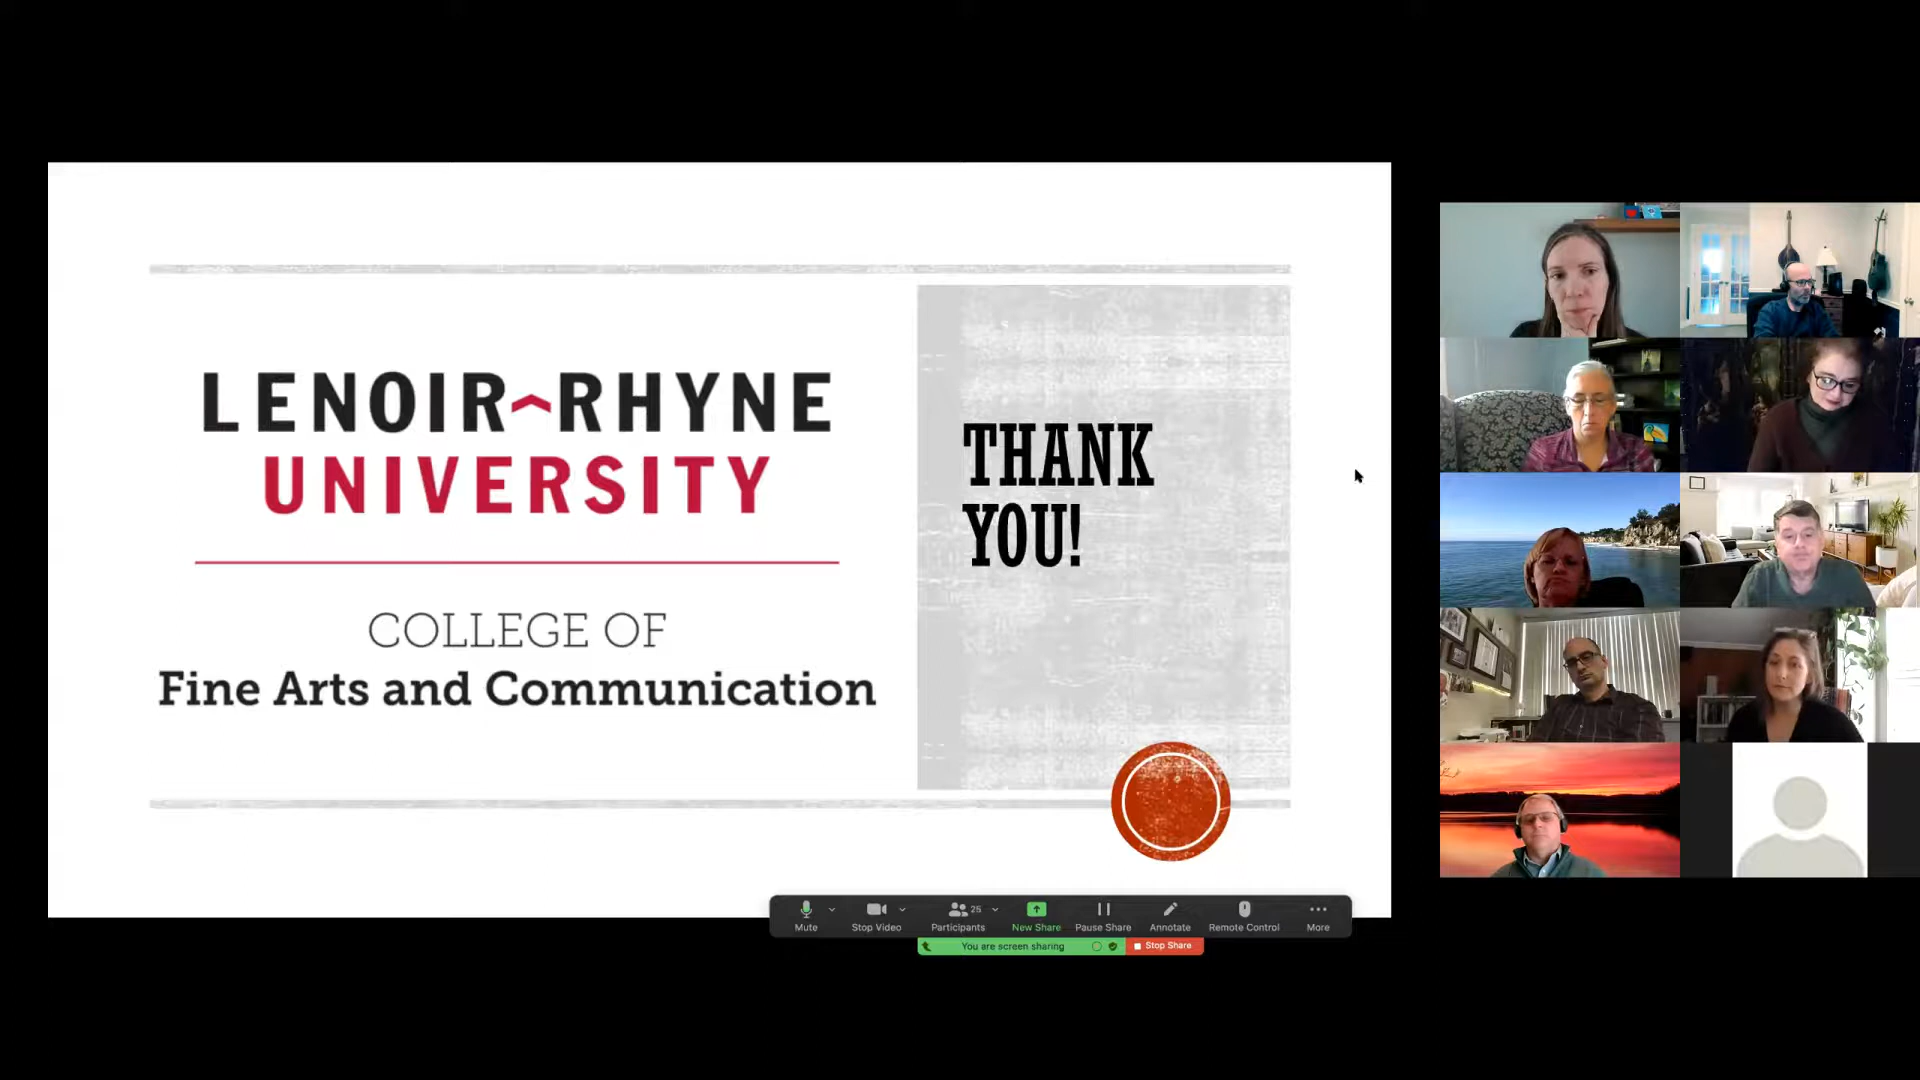 LENOIR-RHYNE
UNIVERSITY
COLLEGE OF
Fine Arts and Communication
THANK
YOU!
25
Mute
Stop Video
Participants
New Share
Pause Share
Annotate
Remote Control
More
You are screen sharing
Stop Share